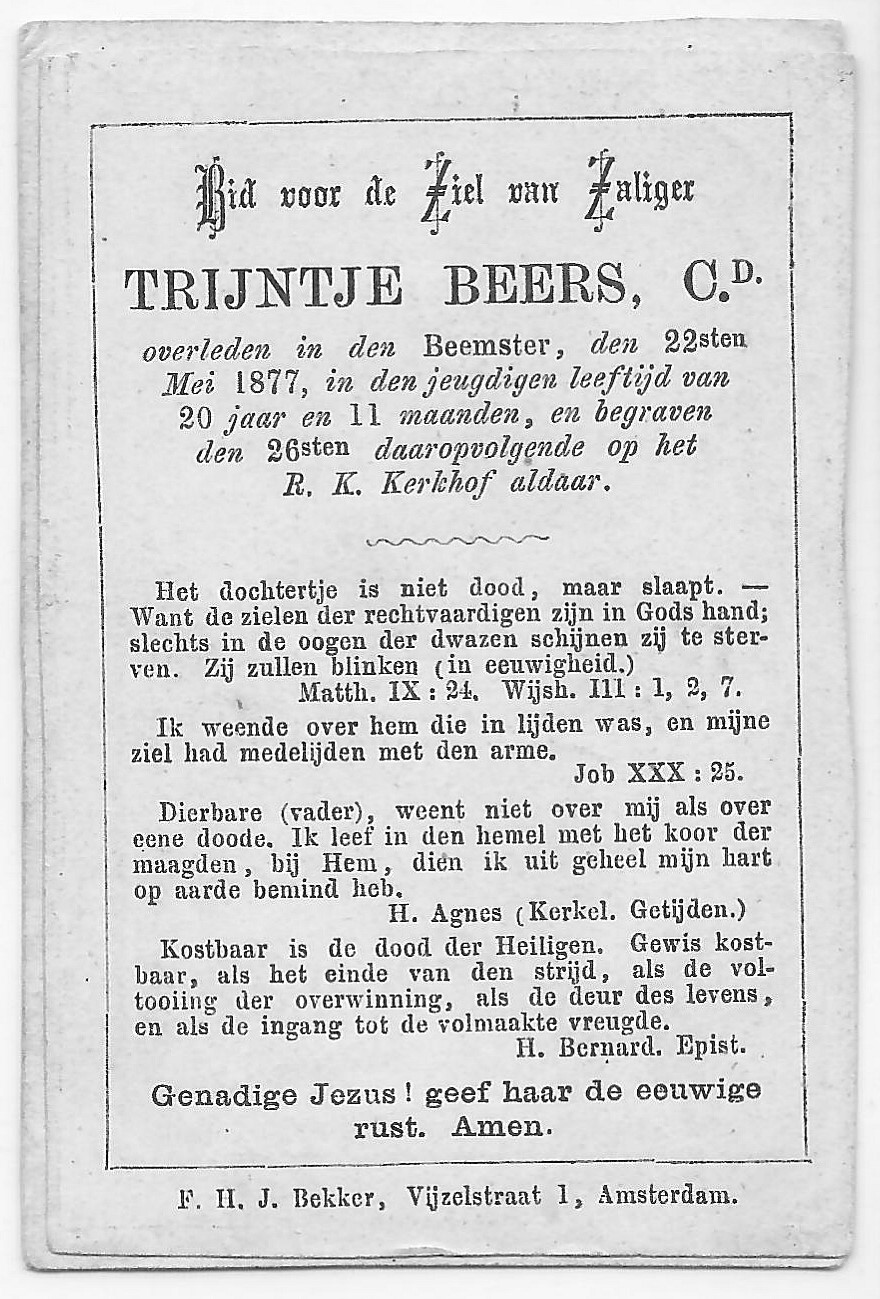 Bid voor de Ziel van Zaliger
TRIJNTJE BEERS, C.D.
overleden in den Beemster, den 22sten
Mei 1877, in den jeugdigen leeftijd van
20 jaar en 11 maanden, en begraven
den 26sten daaropvolgende op het
R. K. Kerkhof aldaar.
Het dochtertje is niet dood, maar slaapt. —
Want de zielen der rechtvaardigen zijn in Gods hand;
slechts in de oogen der dwazen schijnen zij te ster-
ven. Zij zullen blinken (in eeuwigheid.)
Matth. IX : 24. Wijsh. III : 1, 2, 7.
Ik weende over hem die in lijden was, en mijne
ziel had medelijden met den arme.
Job XXX : 25.
Dierbare (vader), weent niet over mij als over
eene doode. Ik leef in den hemel met het koor der
maagden, bij Hem, dien ik uit geheel mijn hart
op aarde bemind heb.
H. Agnes (Kerkel. Getijden.)
Kostbaar is de dood der Heiligen. Gewis kost-
baar, als het einde van den strijd, als de vol-
tooiing der overwinning, als de deur des levens,
en als de ingang tot de volmaakte vreugde.
H. Bernard. Epist.
Genadige Jezus! geef haar de eeuwige
rust. Amen.
F. H. J. Bekker, Vijzelstraat 1, Amsterdam.